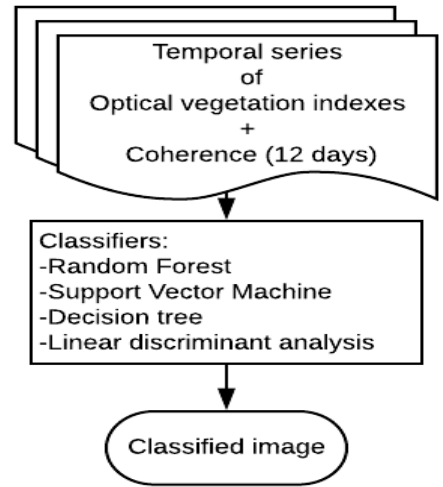 Temporal series
of
Optical vegetation indexes
+
Coherence (12 days)
Classifiers:
-Random Forest
-Support Vector Machine
-Decision tree
-Linear discriminant analysis
Classified image